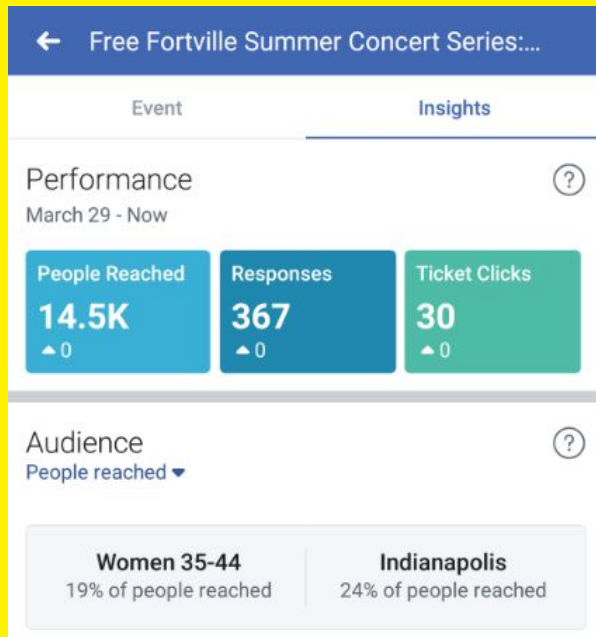 Free Fortville Summer Concert Series:...
Event
Insights
Performance
?
March 29 - Now
People Reached
Responses
Ticket Clicks
14.5K
367
30
0
0
0
Audience
?
People reached
Women 35-44
Indianapolis
19% of people reached
24% of people reached